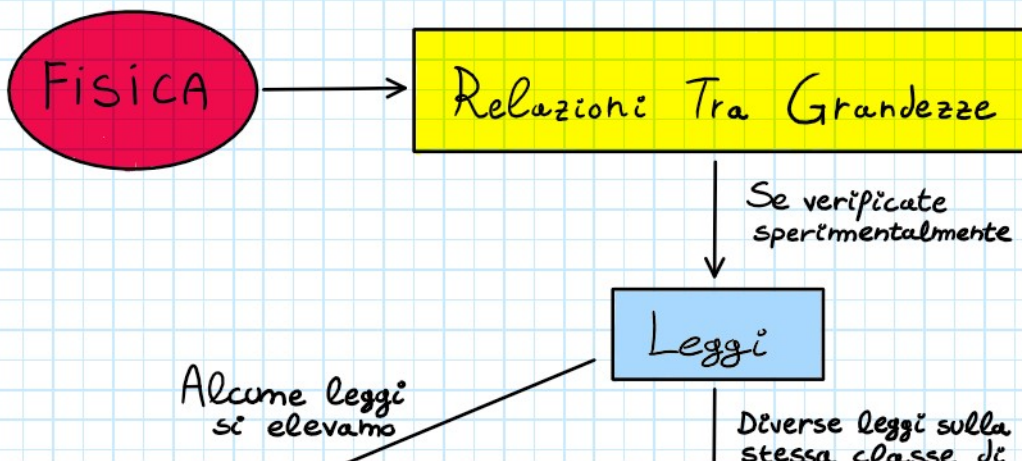 FISICA
Relazioni Tra Grandezze
Se verificate
sperimentalmente
Leggi
Alcune leggi
si elevano
Diverse leggi sulla
stessa classe di